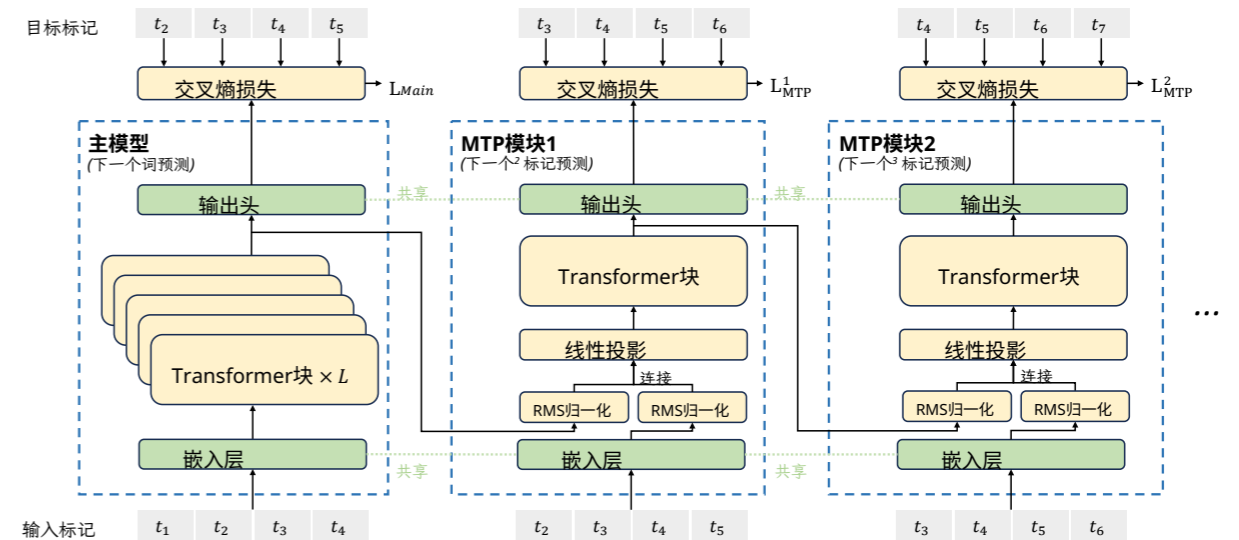 目标标记
t₂ t₃ t₄ t₅
t₃ t₄ t₅ t₆
t₄ t₅ t₆ t₇
交叉熵损失
L_Main
交叉熵损失
L¹_MTP
交叉熵损失
L²_MTP
主模型
(下一个词预测)
MTP模块1
(下一个² 标记预测)
MTP模块2
(下一个³ 标记预测)
输出头
共享
输出头
共享
输出头
Transformer块 × L
Transformer块
Transformer块
...
线性投影
线性投影
连接
连接
RMS归一化
RMS归一化
RMS归一化
RMS归一化
嵌入层
共享
嵌入层
共享
嵌入层
输入标记
t₁ t₂ t₃ t₄
t₂ t₃ t₄ t₅
t₃ t₄ t₅ t₆